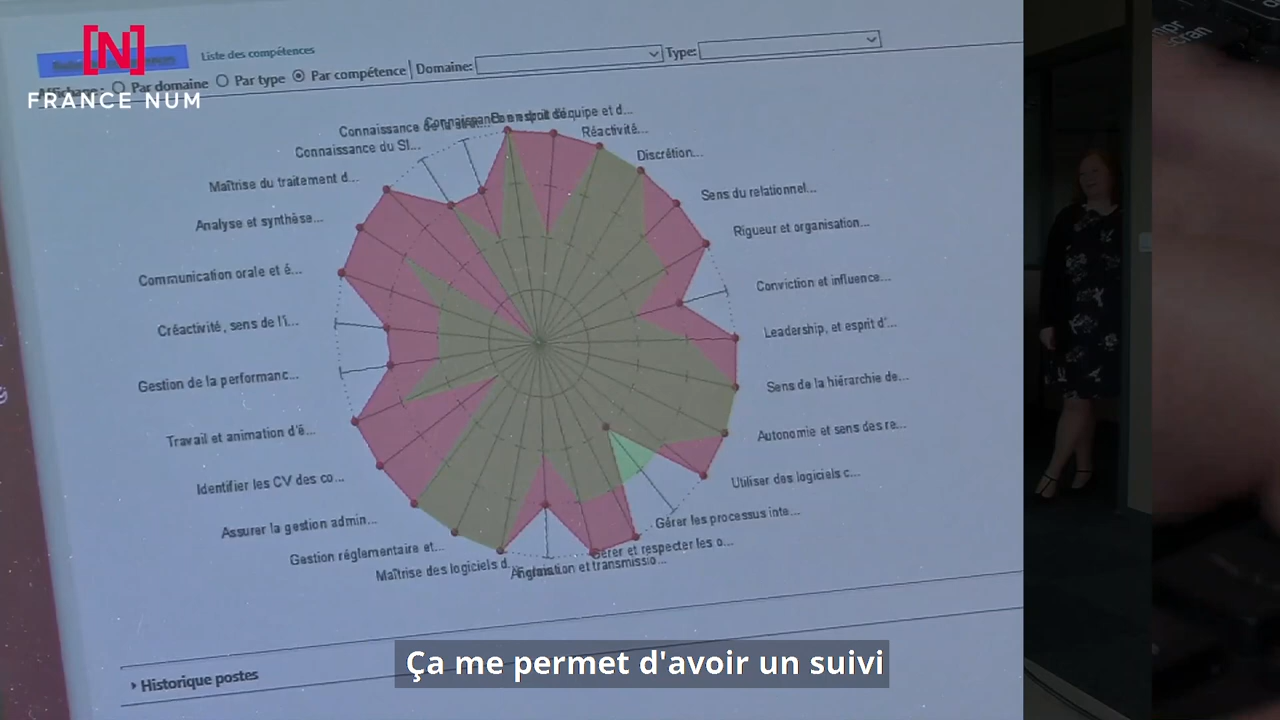 [N]
FRANCE NUM
Liste des compétences
Affichage: Par domaine Par type Par compétence Domaine: Type:
Connaissance
Réactivité...
Connaissance du SI...
Discrétion...
Maîtrise du traitement d...
Sens du relationnel...
Analyse et synthèse...
Rigueur et organisation...
Communication orale et é...
Conviction et influence...
Créactivité, sens de l'i...
Leadership, et esprit d'...
Gestion de la performanc...
Sens de la hiérarchie de...
Travail et animation d'é...
Autonomie et sens des re...
Identifier les CV des co...
Utiliser des logiciels c...
Assurer la gestion admin...
Gérer les processus inte...
Gestion réglementaire et...
Gérer et respecter les o...
Maîtrise des logiciels d...
et transmissio...
Historique postes
Ça me permet d'avoir un suivi